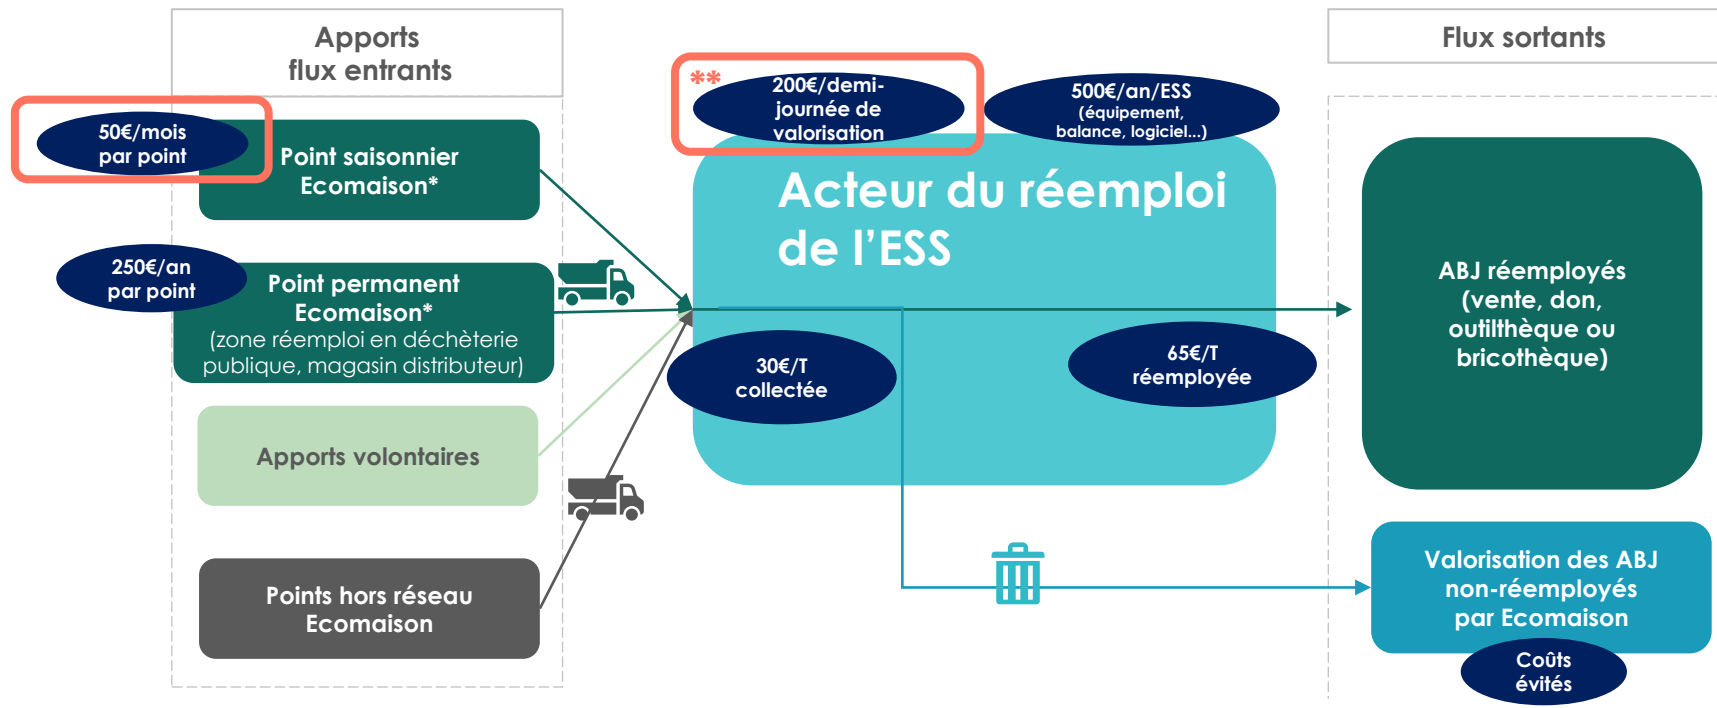 Apports
flux entrants
Flux sortants
50€/mois
par point
Point saisonnier
Ecomaison*
250€/an
par point
Point permanent
Ecomaison*
(zone réemploi en déchèterie
publique, magasin distributeur)
Apports volontaires
Points hors réseau
Ecomaison
**
200€/demi-
journée de
valorisation
500€/an/ESS
(équipement,
balance, logiciel...)
Acteur du réemploi
de l’ESS
30€/T
collectée
65€/T
réemployée
ABJ réemployés
(vente, don,
outilthèque ou
bricothèque)
Valorisation des ABJ
non-réemployés
par Ecomaison
Coûts
évités